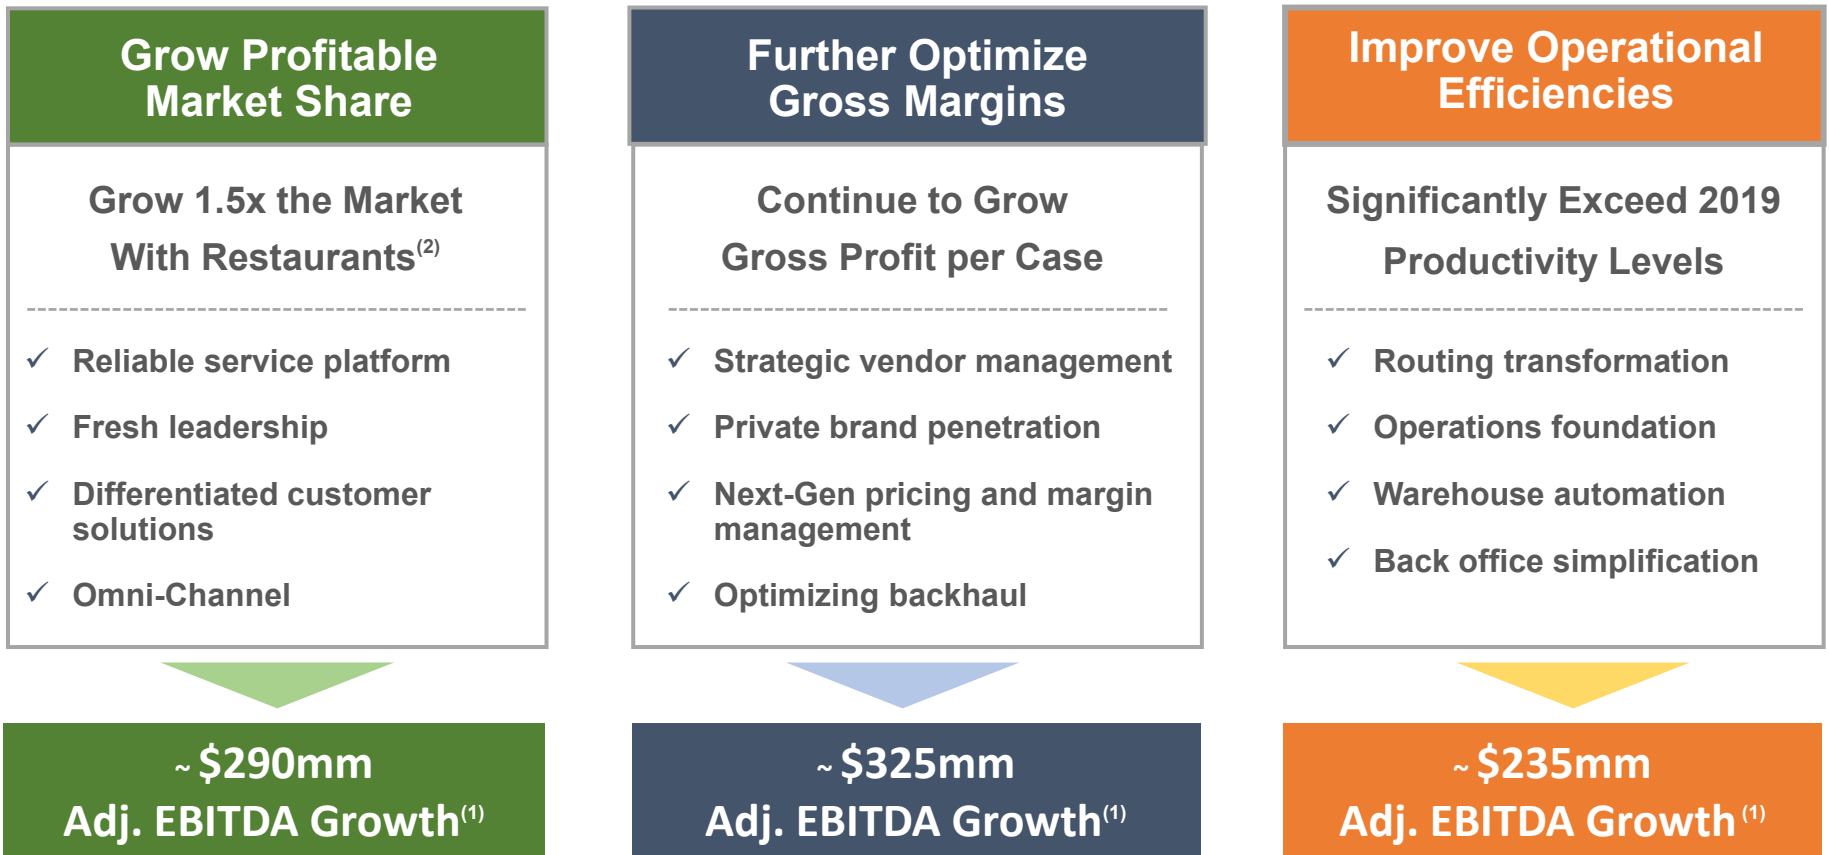 Grow Profitable
Market Share
Grow 1.5x the Market
With Restaurants(2)
✓ Reliable service platform
✓ Fresh leadership
✓ Differentiated customer
solutions
✓ Omni-Channel
~ $290mm
Adj. EBITDA Growth(1)
Further Optimize
Gross Margins
Continue to Grow
Gross Profit per Case
✓ Strategic vendor management
✓ Private brand penetration
✓ Next-Gen pricing and margin
management
✓ Optimizing backhaul
~ $325mm
Adj. EBITDA Growth(1)
Improve Operational
Efficiencies
Significantly Exceed 2019
Productivity Levels
✓ Routing transformation
✓ Operations foundation
✓ Warehouse automation
✓ Back office simplification
~ $235mm
Adj. EBITDA Growth (1)